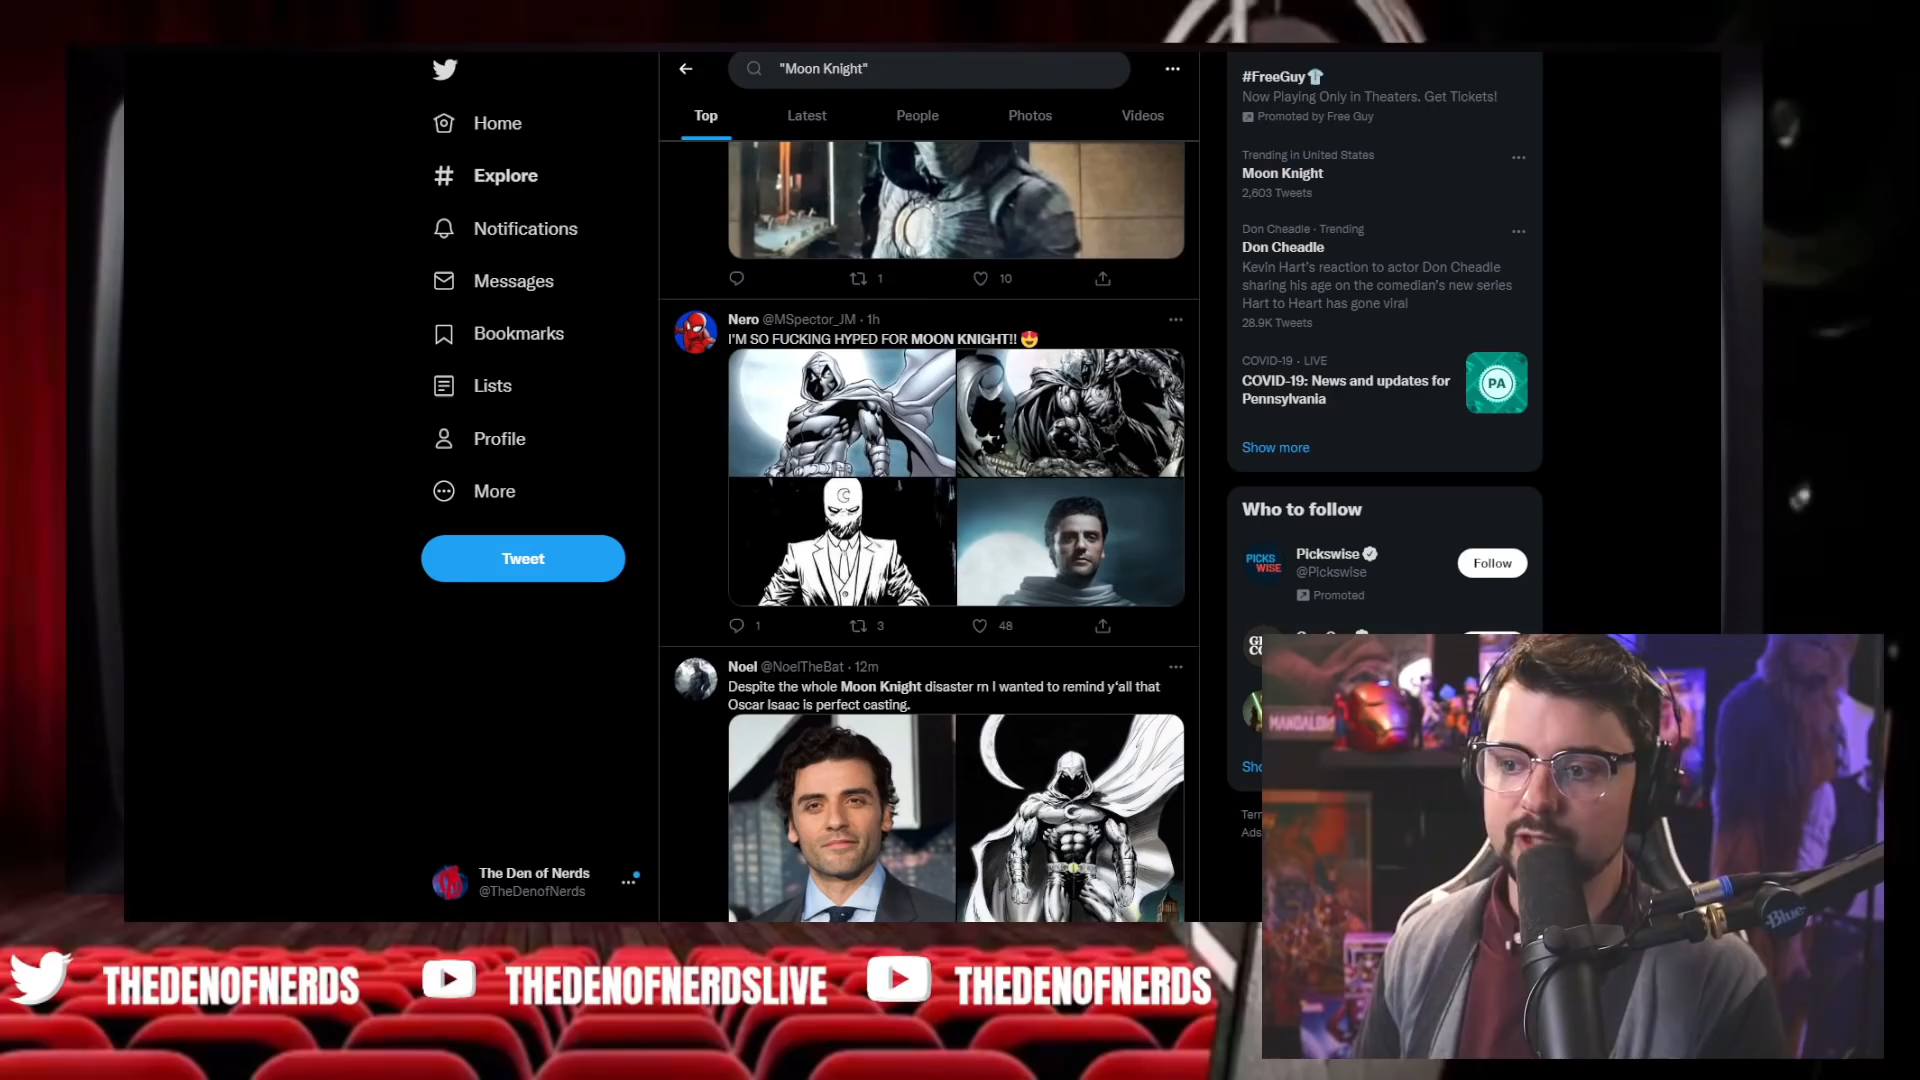 "Moon Knight"
Top
Latest
People
Photos
Videos
Home
Explore
Notifications
Messages
Bookmarks
Lists
Profile
More
Tweet
The Den of Nerds
@TheDenofNerds
1
10
Nero @MSpector_JM · 1h
I'M SO FUCKING HYPED FOR MOON KNIGHT!! 😍
1
3
48
Noel @NoelTheBat · 12m
Despite the whole Moon Knight disaster rn I wanted to remind y'all that
Oscar Isaac is perfect casting.
#FreeGuy
Now Playing Only in Theaters. Get Tickets!
Promoted by Free Guy
Trending in United States
Moon Knight
2,603 Tweets
Don Cheadle · Trending
Don Cheadle
Kevin Hart's reaction to actor Don Cheadle
sharing his age on the comedian's new series
Hart to Heart has gone viral
28.9K Tweets
COVID-19 · LIVE
COVID-19: News and updates for
Pennsylvania
PA
Show more
Who to follow
PICKS
WISE
Pickswise
@Pickswise
Promoted
Follow
MANDALOR
Blue
THEDENOFNERDS
THEDENOFNERDSLIVE
THEDENOFNERDS